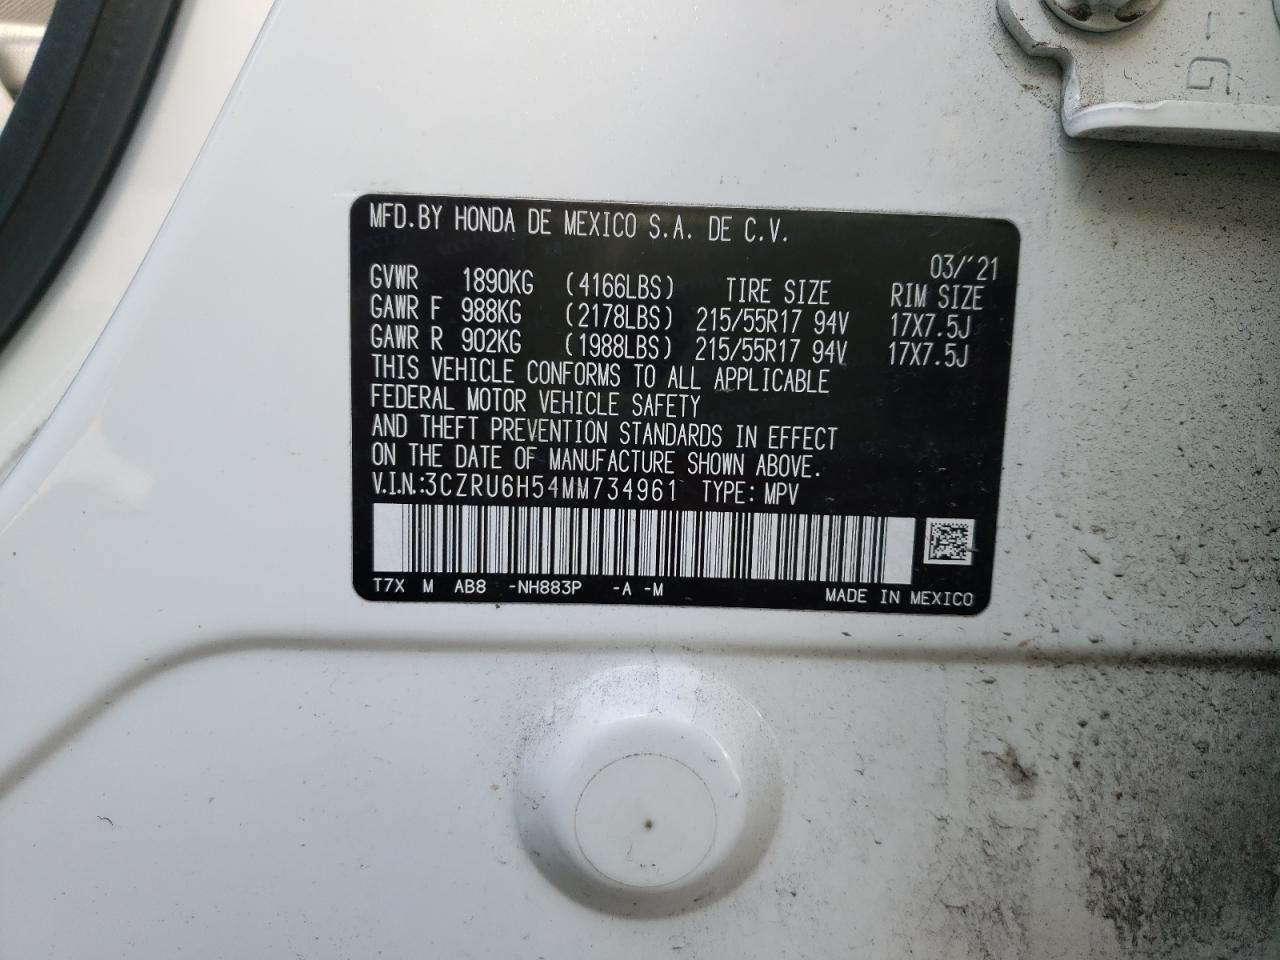 MFD.BY HONDA DE MEXICO S.A. DE C.V.
03/'21
GVWR 1890KG (4166LBS) TIRE SIZE RIM SIZE
GAWR F 988KG (2178LBS) 215/55R17 94V 17X7.5J
GAWR R 902KG (1988LBS) 215/55R17 94V 17X7.5J
THIS VEHICLE CONFORMS TO ALL APPLICABLE
FEDERAL MOTOR VEHICLE SAFETY
AND THEFT PREVENTION STANDARDS IN EFFECT
ON THE DATE OF MANUFACTURE SHOWN ABOVE.
V.I.N.:3CZRU6H54MM734961 TYPE: MPV
T7X M AB8 -NH883P -A -M MADE IN MEXICO